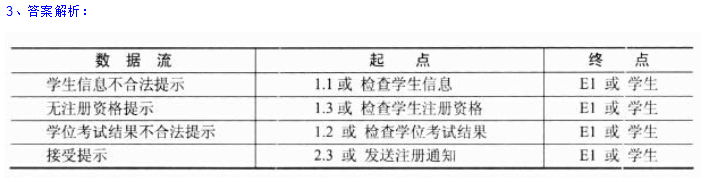 3、答案解析：
数 据 流 起 点 终 点
学生信息不合法提示 1.1 或 检查学生信息 E1 或 学生
无注册资格提示 1.3 或 检查学生注册资格 E1 或 学生
学位考试结果不合法提示 1.2 或 检查学位考试结果 E1 或 学生
接受提示 2.3 或 发送注册通知 E1 或 学生